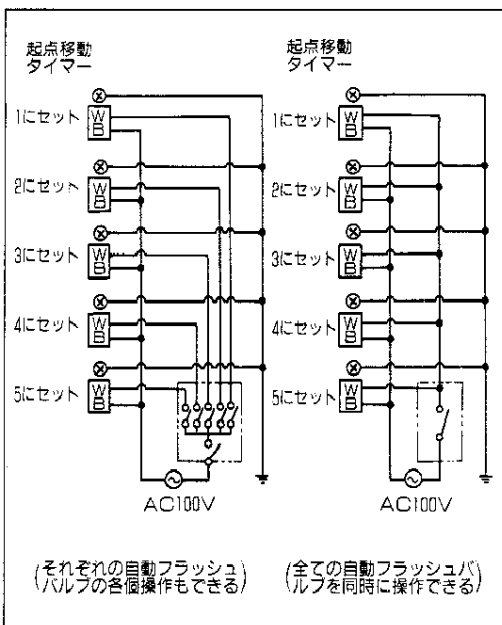 起点移動
タイマー
1にセット
W
B
2にセット
W
B
3にセット
W
B
4にセット
W
B
5にセット
W
B
AC100V
(それぞれの自動フラッシュ
バルブの各個操作もできる)
起点移動
タイマー
1にセット
W
B
2にセット
W
B
3にセット
W
B
4にセット
W
B
5にセット
W
B
AC100V
(全ての自動フラッシュバ
ルブを同時に操作できる)